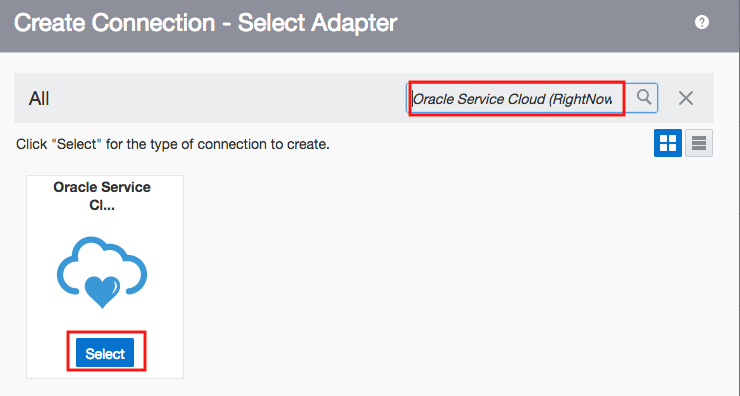 Create Connection - Select Adapter
?
All
Oracle Service Cloud (RightNow
Click "Select" for the type of connection to create.
Oracle Service
Cl...
Select